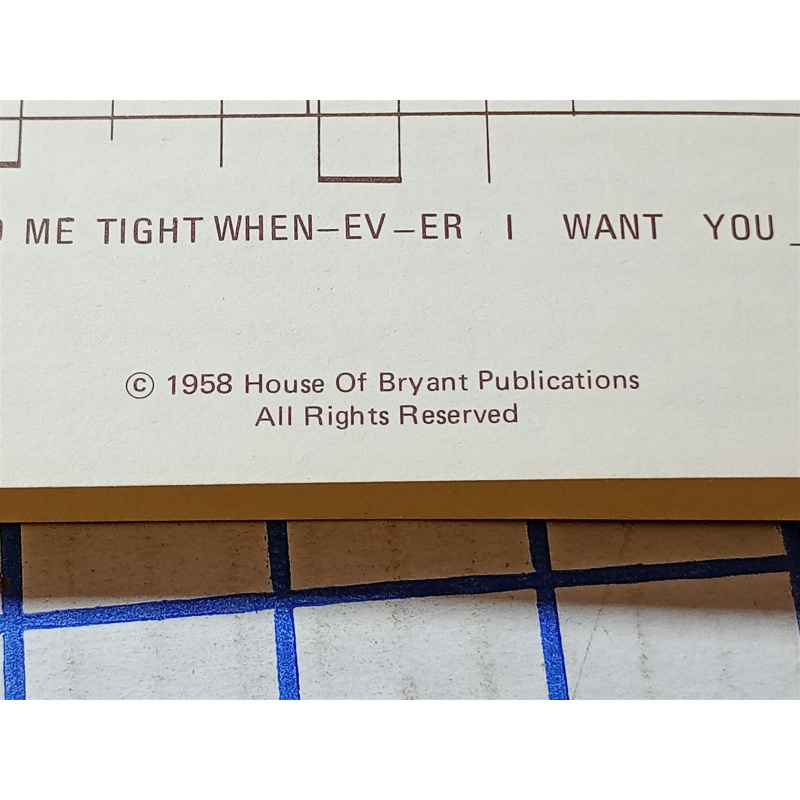 ME TIGHT WHEN–EV–ER I WANT YOU _
© 1958 House Of Bryant Publications
All Rights Reserved